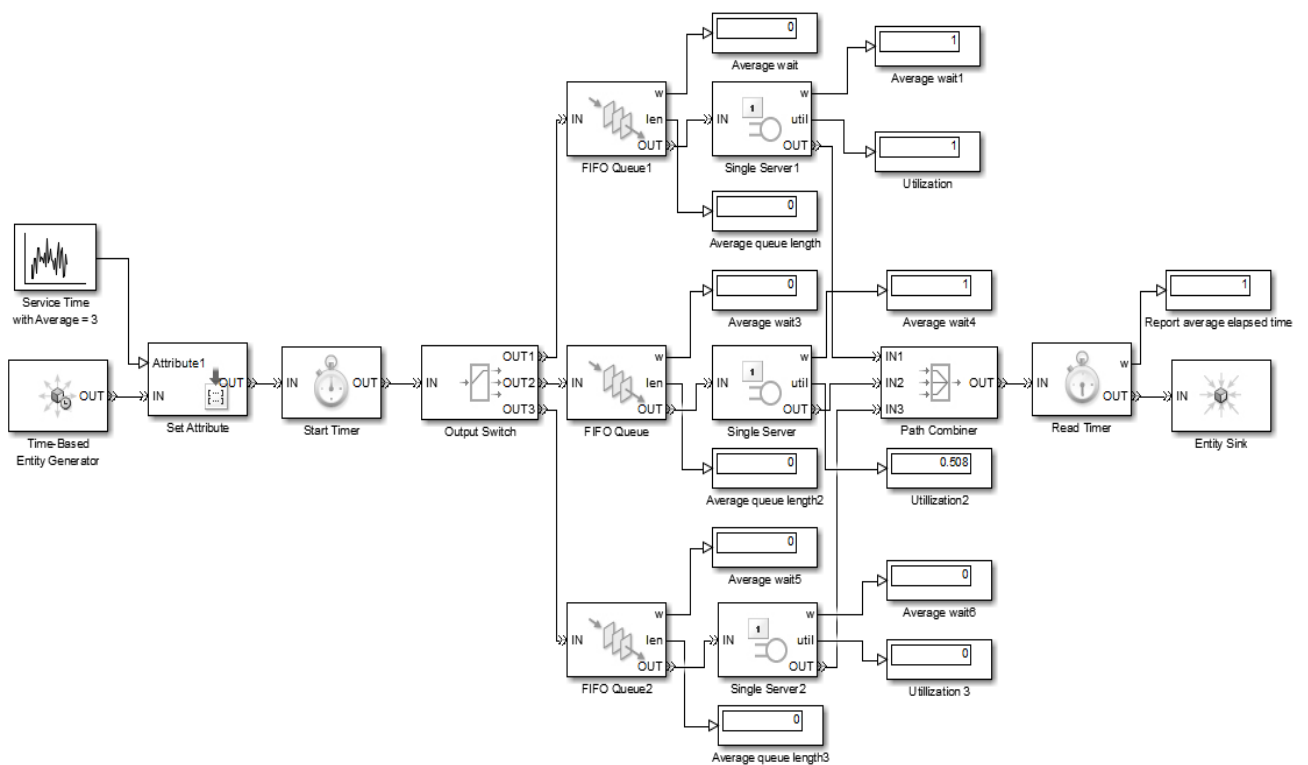 0
Average wait
1
Average wait1
IN
w
len
OUT
FIFO Queue1
1
IN
w
util
OUT
Single Server1
1
Utilization
0
Average queue length
Service Time
with Average = 3
0
Average wait3
1
Average wait4
1
Report average elapsed time
OUT
Time-Based
Entity Generator
Attribute1
IN
OUT
[...]
Set Attribute
IN
OUT
Start Timer
IN
OUT1
OUT2
OUT3
Output Switch
IN
w
len
OUT
FIFO Queue
1
IN
w
util
OUT
Single Server
IN1
IN2
IN3
OUT
Path Combiner
IN
w
OUT
Read Timer
IN
Entity Sink
0
Average queue length2
0.508
Utillization2
0
Average wait5
0
Average wait6
IN
w
len
OUT
FIFO Queue2
1
IN
w
util
OUT
Single Server2
0
Utillization 3
0
Average queue length3